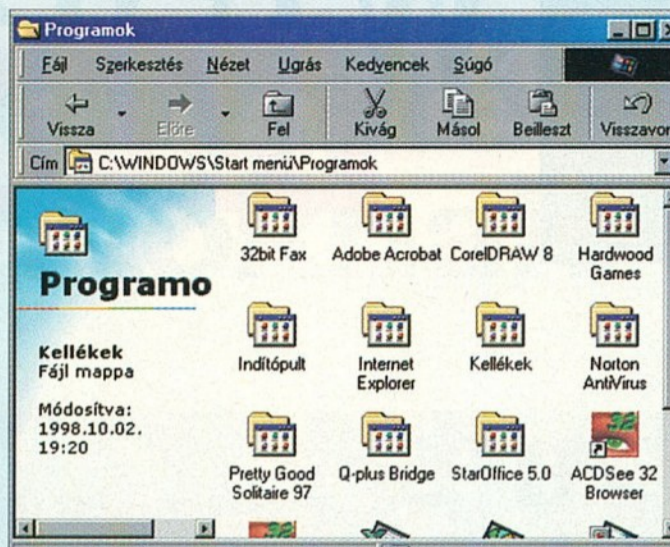 Programok
Fájl Szerkesztés Nézet Ugrás Kedvencek Súgó
Vissza Előre Fel Kivág Másol Beilleszt Visszavon
Cím C:\WINDOWS\Start menü\Programok
Programo
Kellékek
Fájl mappa
Módosítva:
1998.10.02.
19:20
32bit Fax Adobe Acrobat CorelDRAW 8 Hardwood
Games
Indítópult Internet Kellékek Norton
Explorer AntiVirus
Pretty Good Q-plus Bridge StarOffice 5.0 ACDSee 32
Solitaire 97 Browser